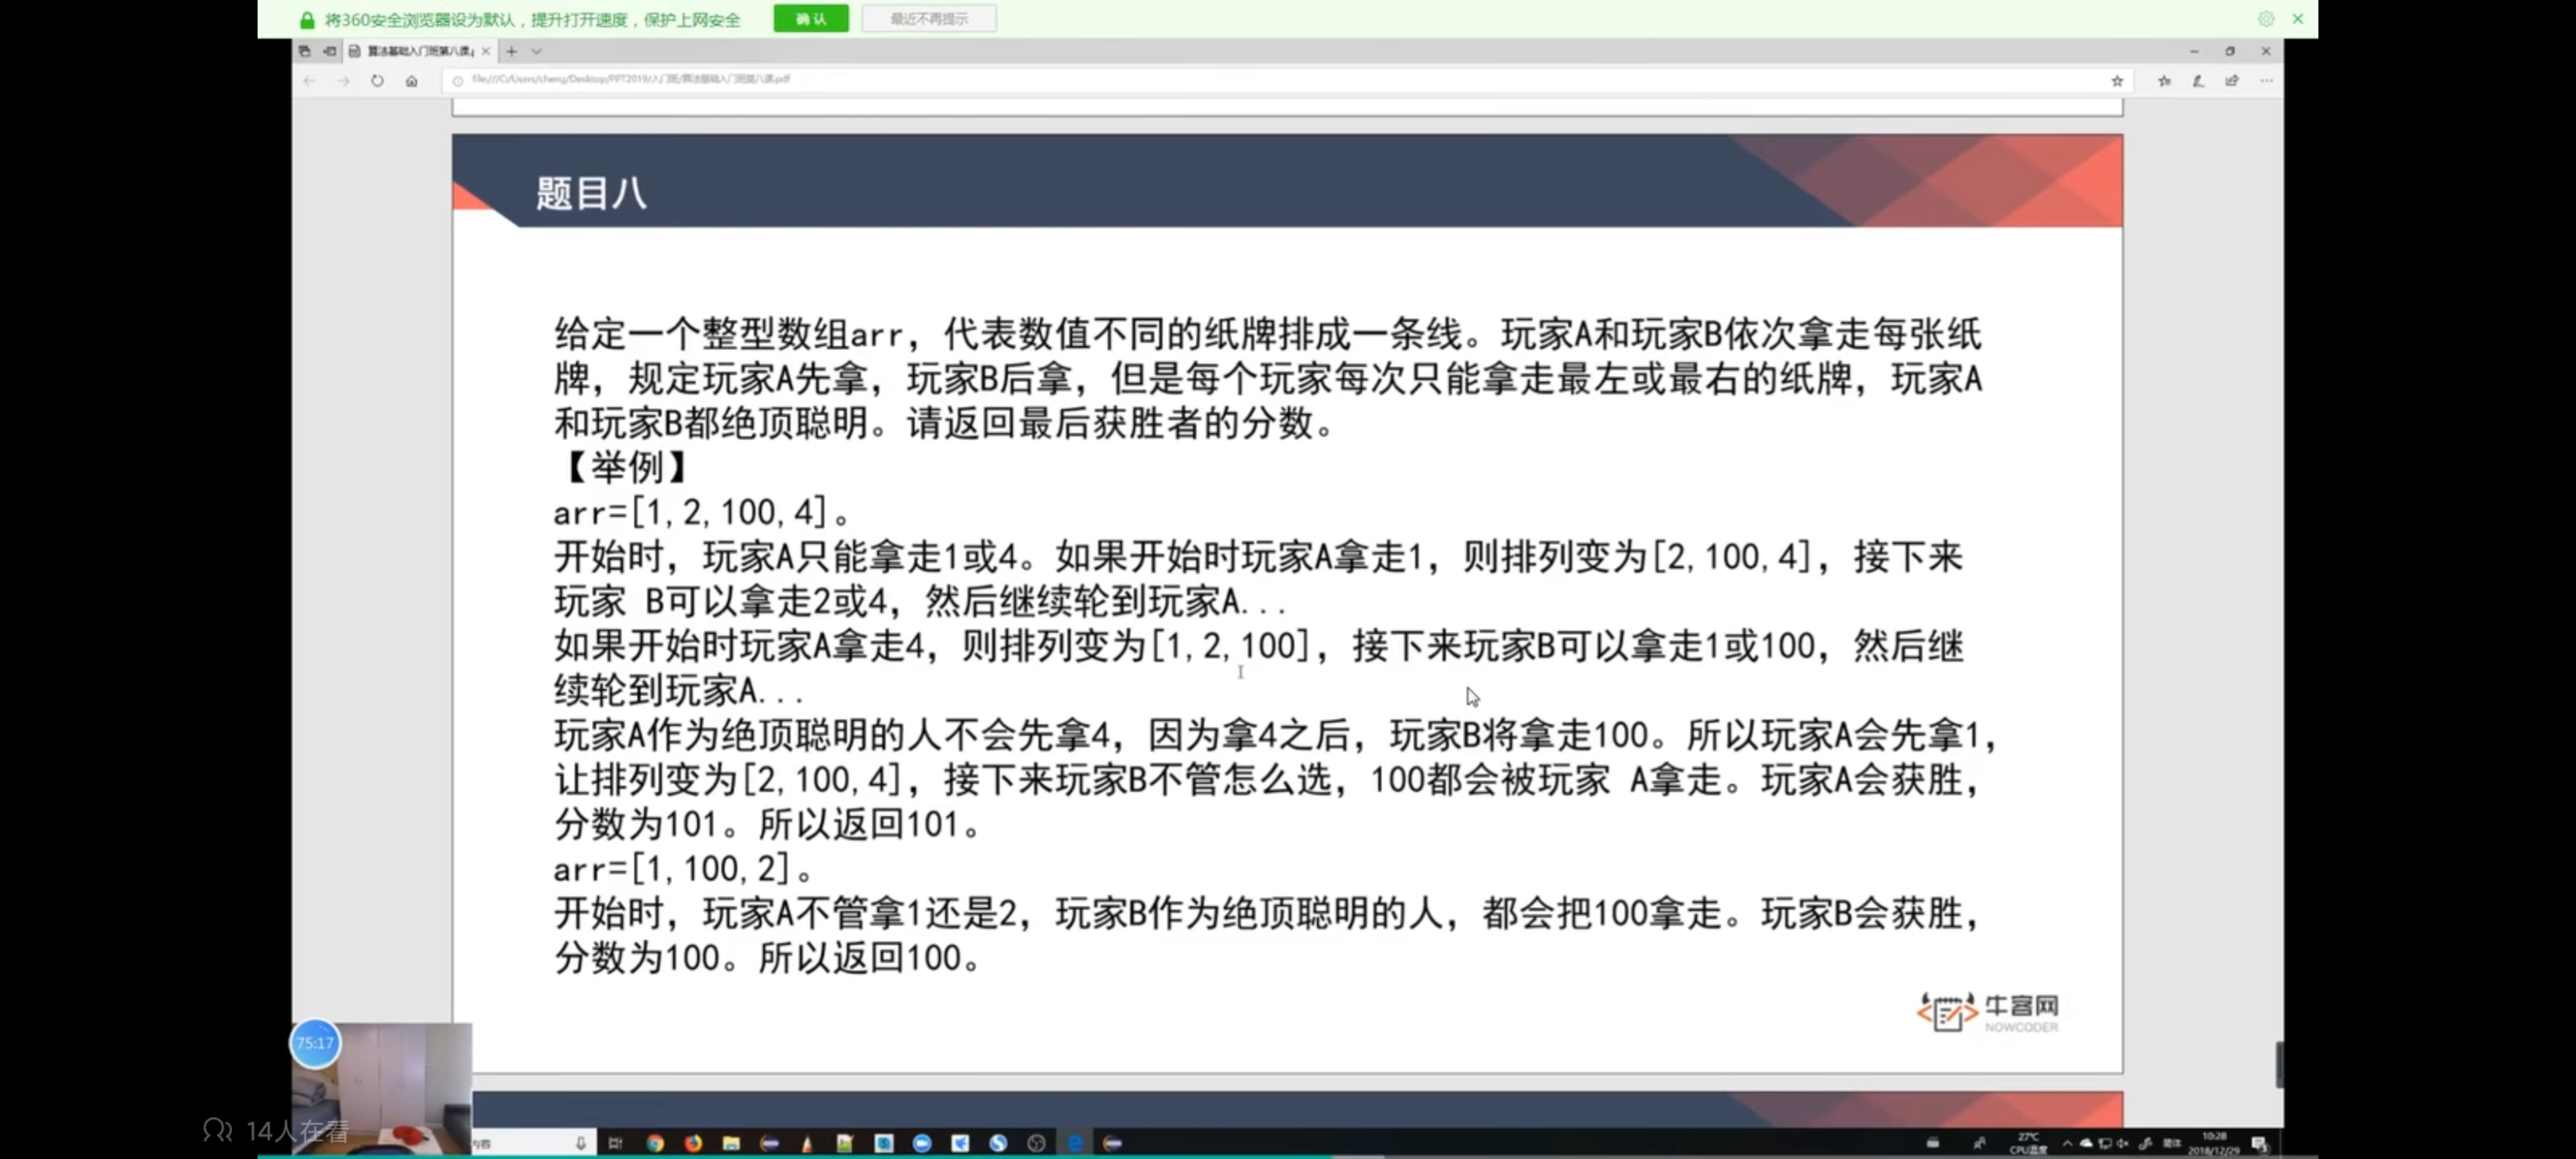 将360安全浏览器设为默认，提升打开速度，保护上网安全
确认
最近不再提示
算法基础入门班第八课.
file:///C:/Users/cheng/Desktop/PPT2019/入门班/算法基础入门班第八课.pdf
题目八
给定一个整型数组arr，代表数值不同的纸牌排成一条线。玩家A和玩家B依次拿走每张纸
牌，规定玩家A先拿，玩家B后拿，但是每个玩家每次只能拿走最左或最右的纸牌，玩家A
和玩家B都绝顶聪明。请返回最后获胜者的分数。
【举例】
arr=[1,2,100,4]。
开始时，玩家A只能拿走1或4。如果开始时玩家A拿走1，则排列变为[2,100,4]，接下来
玩家 B可以拿走2或4，然后继续轮到玩家A...
如果开始时玩家A拿走4，则排列变为[1,2,100]，接下来玩家B可以拿走1或100，然后继
续轮到玩家A...
玩家A作为绝顶聪明的人不会先拿4，因为拿4之后，玩家B将拿走100。所以玩家A会先拿1，
让排列变为[2,100,4]，接下来玩家B不管怎么选，100都会被玩家 A拿走。玩家A会获胜，
分数为101。所以返回101。
arr=[1,100,2]。
开始时，玩家A不管拿1还是2，玩家B作为绝顶聪明的人，都会把100拿走。玩家B会获胜，
分数为100。所以返回100。
牛客网
NOWCODER
75:17
14人在看
内容
27℃
CPU温度
10:28
2018/12/29